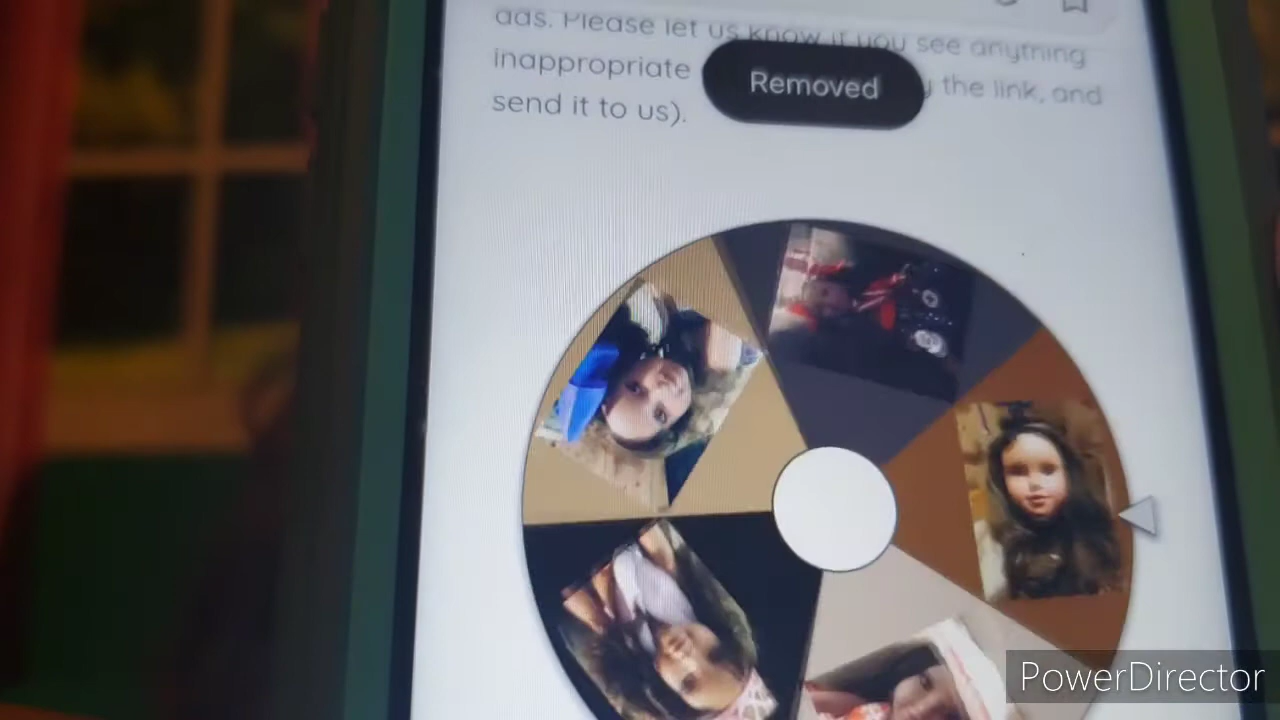 ads. Please let us know if you see anything
inappropriate the link, and
send it to us).
Removed
PowerDirector